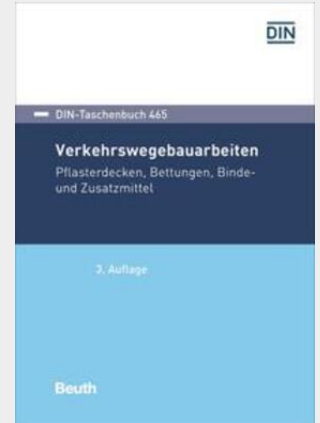 DIN
DIN-Taschenbuch 465
Verkehrswegebauarbeiten
Pflasterdecken, Bettungen, Binde-
und Zusatzmittel
3. Auflage
Beuth